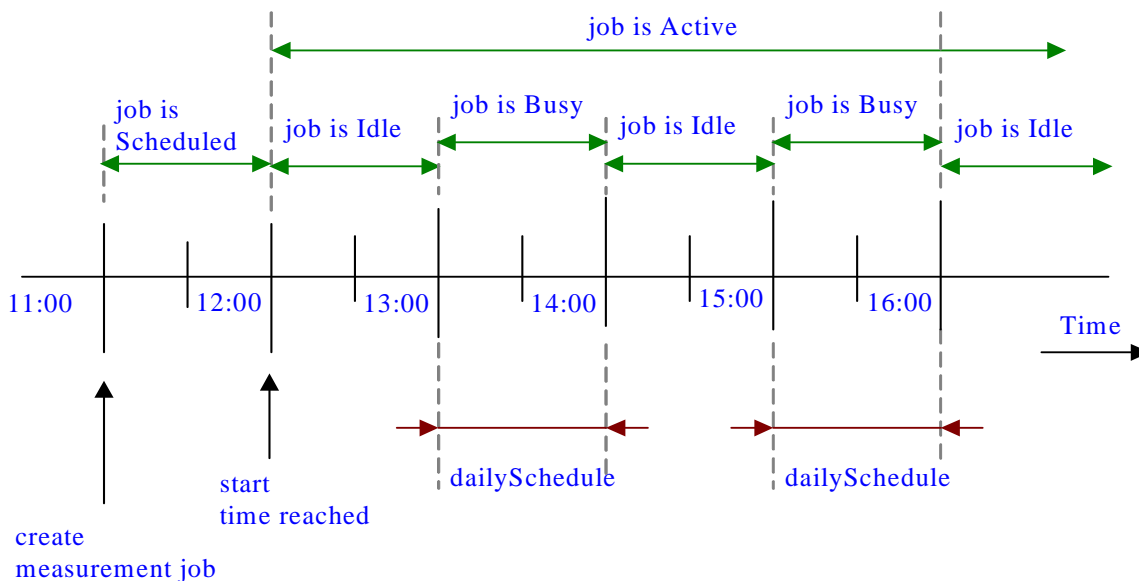 job is Active
job is
Scheduled
job is Idle
job is Busy
job is Idle
job is Busy
job is Idle
11:00
12:00
13:00
14:00
15:00
16:00
Time
dailySchedule
dailySchedule
start
time reached
create
measurement job